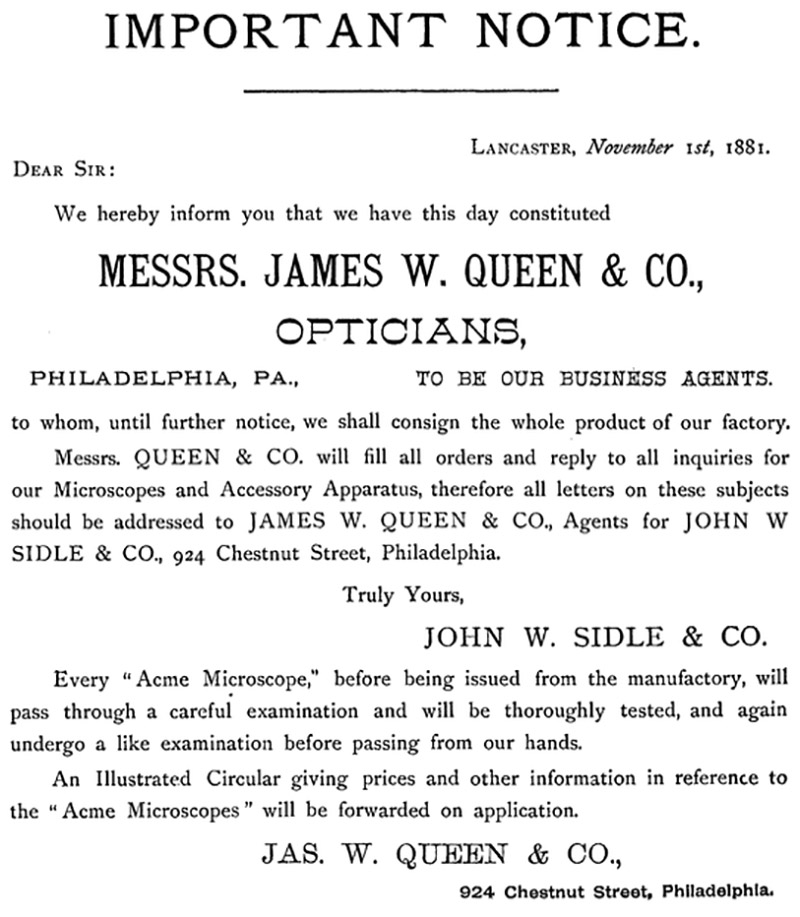 IMPORTANT NOTICE.
LANCASTER, November 1st, 1881.
DEAR SIR:
We hereby inform you that we have this day constituted
MESSRS. JAMES W. QUEEN & CO.,
OPTICIANS,
PHILADELPHIA, PA., TO BE OUR BUSINESS AGENTS.
to whom, until further notice, we shall consign the whole product of our factory.
Messrs. QUEEN & CO. will fill all orders and reply to all inquiries for
our Microscopes and Accessory Apparatus, therefore all letters on these subjects
should be addressed to JAMES W. QUEEN & CO., Agents for JOHN W
SIDLE & CO., 924 Chestnut Street, Philadelphia.
Truly Yours,
JOHN W. SIDLE & CO.
Every "Acme Microscope," before being issued from the manufactory, will
pass through a careful examination and will be thoroughly tested, and again
undergo a like examination before passing from our hands.
An Illustrated Circular giving prices and other information in reference to
the "Acme Microscopes" will be forwarded on application.
JAS. W. QUEEN & CO.,
924 Chestnut Street, Philadelphia.